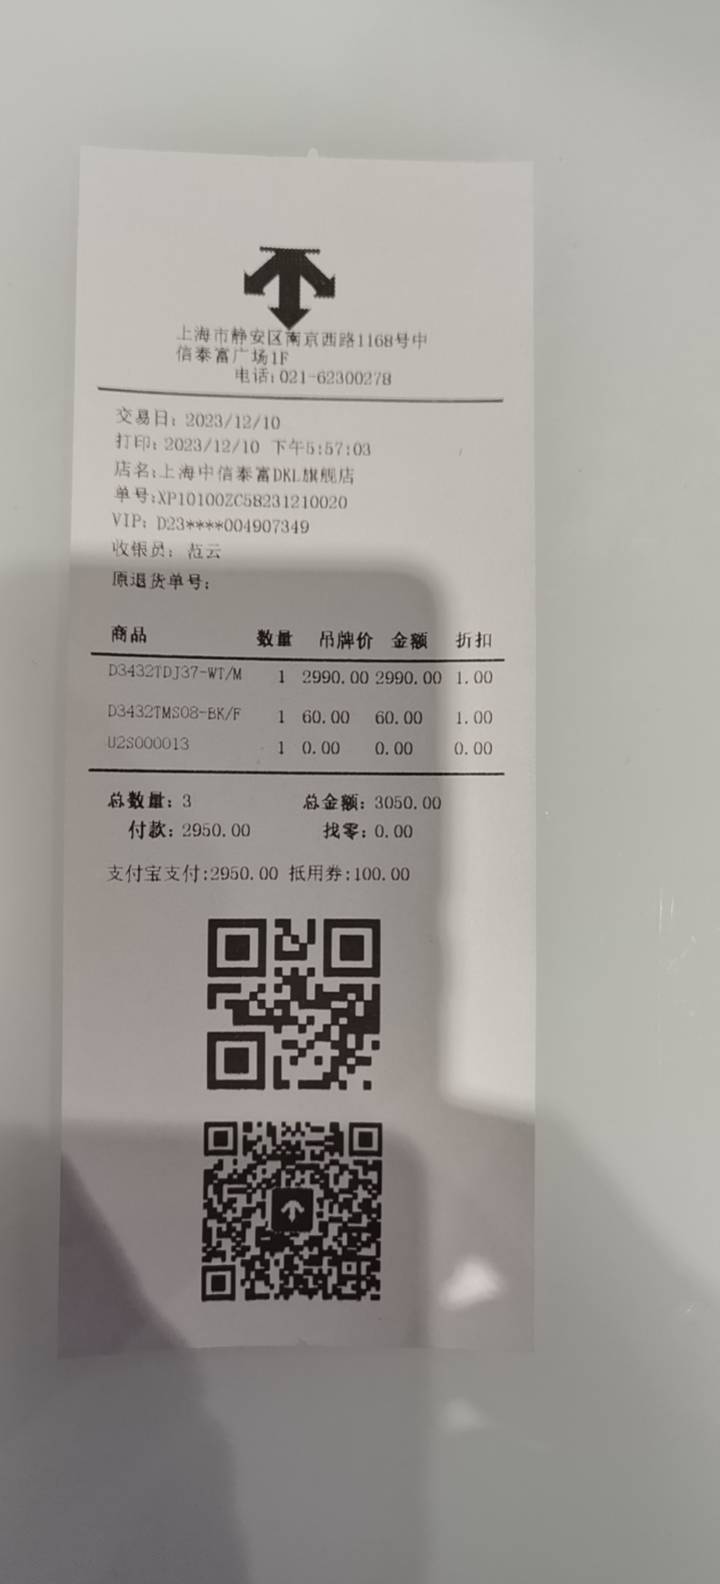 上海市静安区南京西路1168号中
信泰富广场1F
电话:021-62300278
交易日: 2023/12/10
打印: 2023/12/10 下午5:57:03
店名:上海中信泰富DKL旗舰店
单号:XP10100ZC58231210020
VIP: D23****004907349
收银员: 范云
原退货单号:
商品 数量 吊牌价 金额 折扣
D3432TDJ37-WT/M 1 2990.00 2990.00 1.00
D3432TMS08-BK/F 1 60.00 60.00 1.00
U2S000013 1 0.00 0.00 0.00
总数量: 3 总金额: 3050.00
付款: 2950.00 找零: 0.00
支付宝支付:2950.00 抵用券:100.00